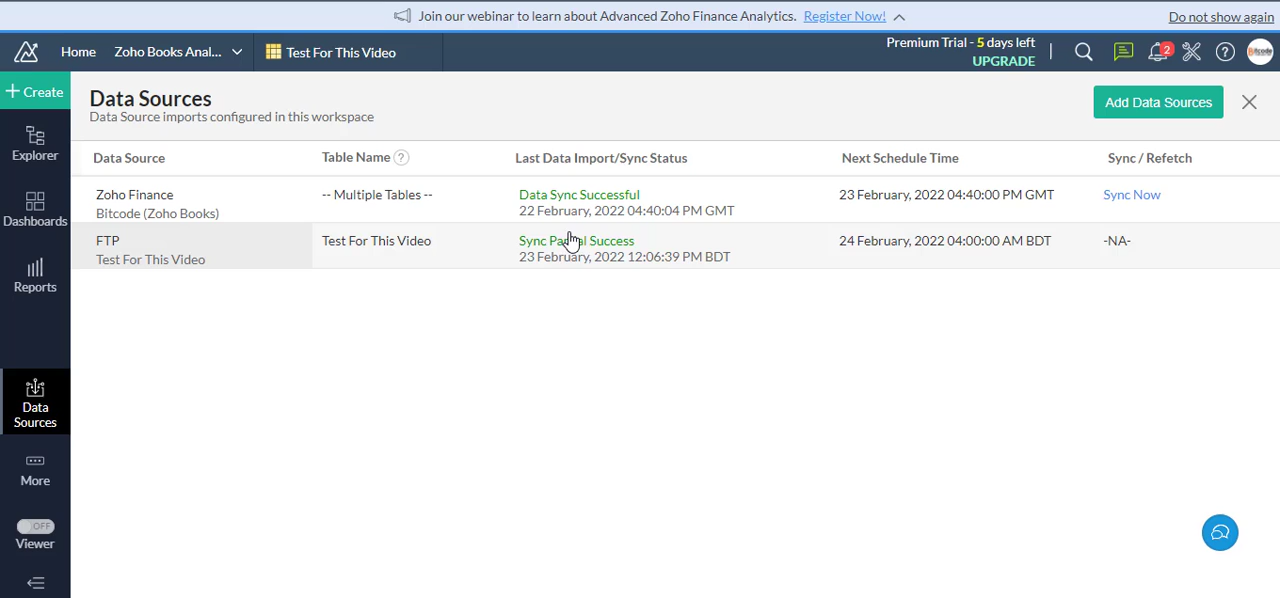 Join our webinar to learn about Advanced Zoho Finance Analytics. Register Now!
Do not show again
Home
Zoho Books Anal...
Test For This Video
Premium Trial - 5 days left
UPGRADE
2
Create
Explorer
Dashboards
Reports
Data
Sources
More
OFF
Viewer
Data Sources
Data Source imports configured in this workspace
Add Data Sources
Data Source
Table Name ?
Last Data Import/Sync Status
Next Schedule Time
Sync / Refetch
Zoho Finance
Bitcode (Zoho Books)
-- Multiple Tables --
Data Sync Successful
22 February, 2022 04:40:04 PM GMT
23 February, 2022 04:40:00 PM GMT
Sync Now
FTP
Test For This Video
Test For This Video
Sync Partial Success
23 February, 2022 12:06:39 PM BDT
24 February, 2022 04:00:00 AM BDT
-NA-